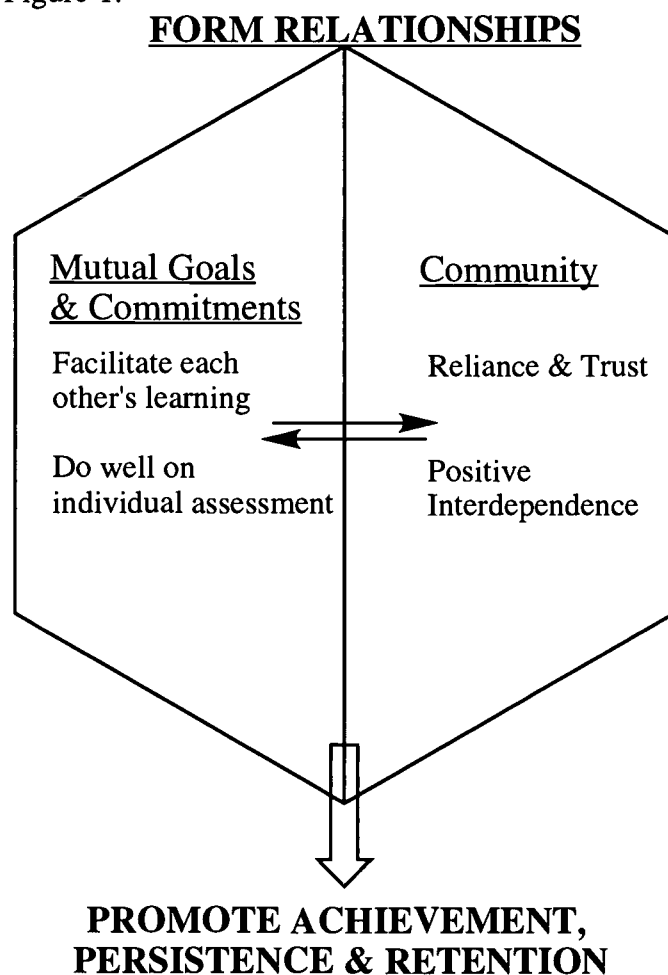 Figure 1.
FORM RELATIONSHIPS
Mutual Goals
& Commitments
Facilitate each
other's learning
Do well on
individual assessment
Community
Reliance & Trust
Positive
Interdependence
PROMOTE ACHIEVEMENT,
PERSISTENCE & RETENTION